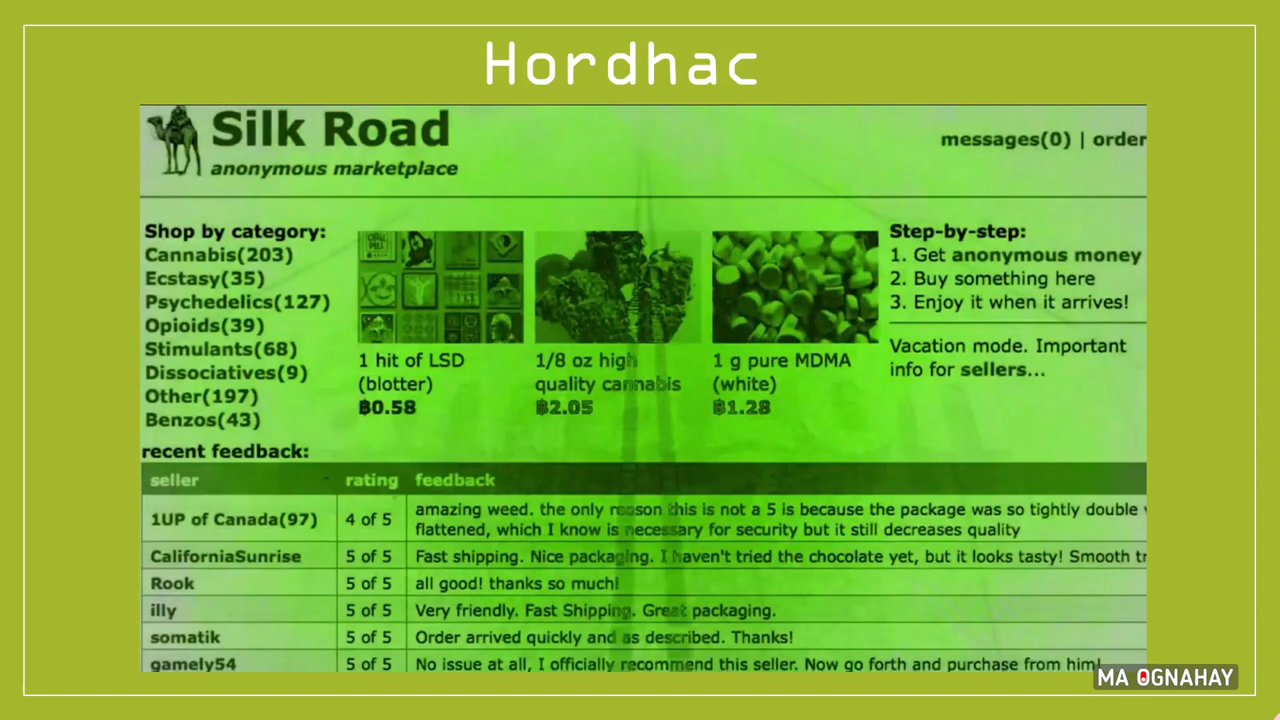 Hordhac
Silk Road
anonymous marketplace
messages(0) | order
Shop by category:
Cannabis(203)
Ecstasy(35)
Psychedelics(127)
Opioids(39)
Stimulants(68)
Dissociatives(9)
Other(197)
Benzos(43)
1 hit of LSD
(blotter)
฿0.58
1/8 oz high
quality cannabis
฿2.05
1 g pure MDMA
(white)
฿1.28
Step-by-step:
1. Get anonymous money
2. Buy something here
3. Enjoy it when it arrives!
Vacation mode. Important
info for sellers...
recent feedback:
seller rating feedback
1UP of Canada(97) 4 of 5 amazing weed. the only reason this is not a 5 is because the package was so tightly double
flattened, which I know is necessary for security but it still decreases quality
CaliforniaSunrise 5 of 5 Fast shipping. Nice packaging. I haven't tried the chocolate yet, but it looks tasty! Smooth
Rook 5 of 5 all good! thanks so much!
illy 5 of 5 Very friendly. Fast Shipping. Great packaging.
somatik 5 of 5 Order arrived quickly and as described. Thanks!
gamely54 5 of 5 No issue at all, I officially recommend this seller. Now go forth and purchase from him!
MA OGNAHAY